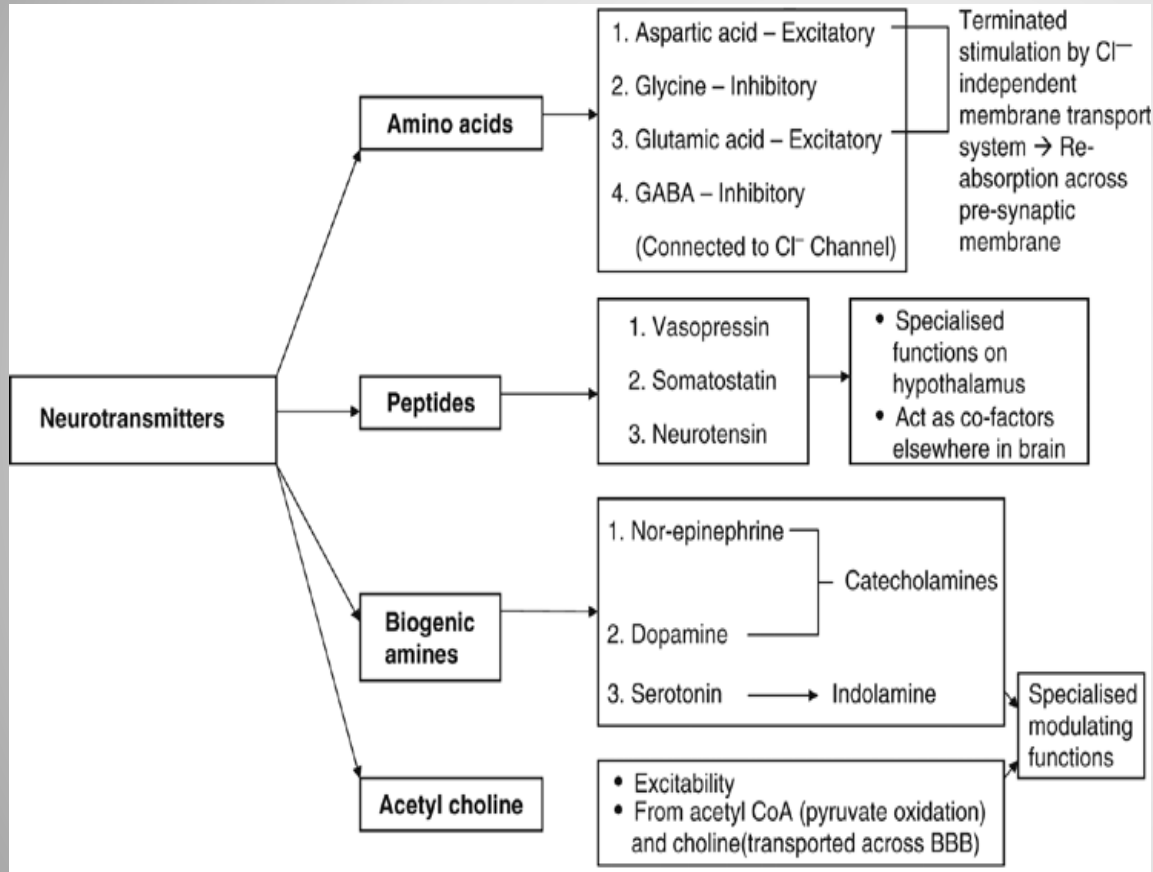 Neurotransmitters
Amino acids
1. Aspartic acid – Excitatory
2. Glycine – Inhibitory
3. Glutamic acid – Excitatory
4. GABA – Inhibitory
(Connected to Cl⁻ Channel)
Terminated
stimulation by Cl⁻
independent
membrane transport
system → Re-
absorption across
pre-synaptic
membrane
Peptides
1. Vasopressin
2. Somatostatin
3. Neurotensin
• Specialised
functions on
hypothalamus
• Act as co-factors
elsewhere in brain
Biogenic
amines
1. Nor-epinephrine
Catecholamines
2. Dopamine
3. Serotonin → Indolamine
Specialised
modulating
functions
Acetyl choline
• Excitability
• From acetyl CoA (pyruvate oxidation)
and choline(transported across BBB)